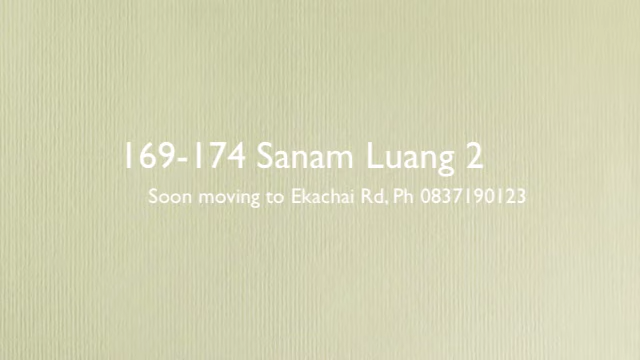 169-174 Sanam Luang 2
Soon moving to Ekachai Rd, Ph 0837190123